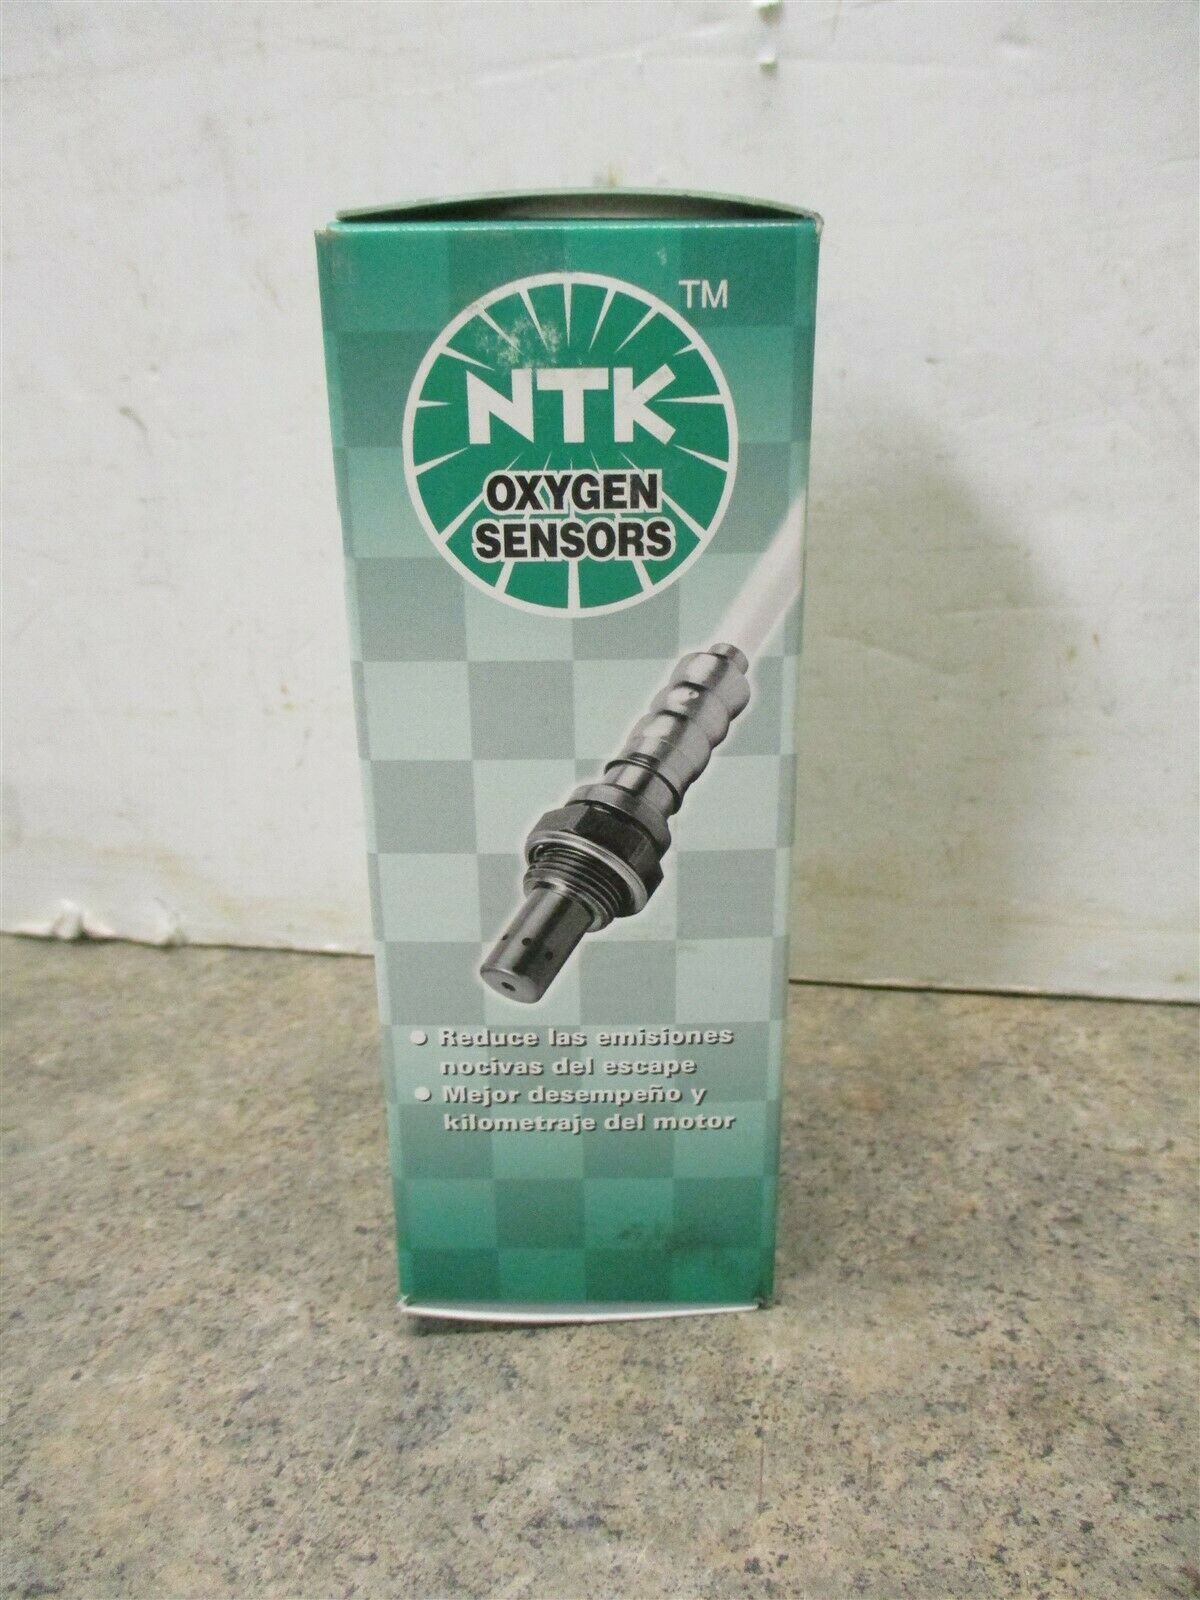 TM
NTK
OXYGEN
SENSORS
● Reduce las emisiones
nocivas del escape
● Mejor desempeño y
kilometraje del motor